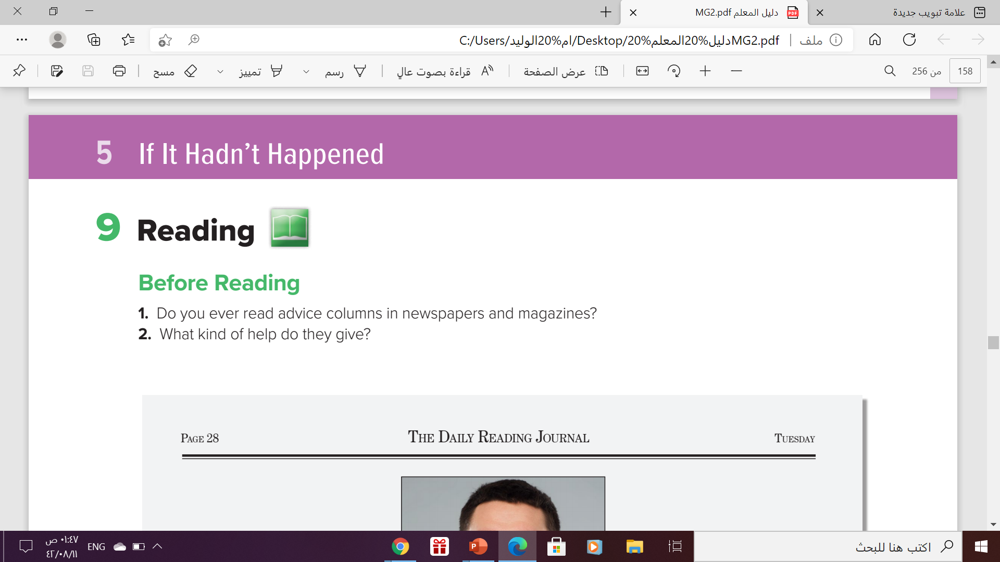 علامة تبويب جديدة
دليل المعلم MG2.pdf
ملف C:/Users/ام%20الوليد/Desktop/دليل%20المعلم%20MG2.pdf
158 من 256 عرض الصفحة قراءة بصوت عالٍ رسم تمييز مسح
5 If It Hadn’t Happened
9 Reading
Before Reading
1. Do you ever read advice columns in newspapers and magazines?
2. What kind of help do they give?
PAGE 28 THE DAILY READING JOURNAL TUESDAY
اكتب هنا للبحث
ENG
٠١:٤٧ ص
٤٢/٠٨/١١